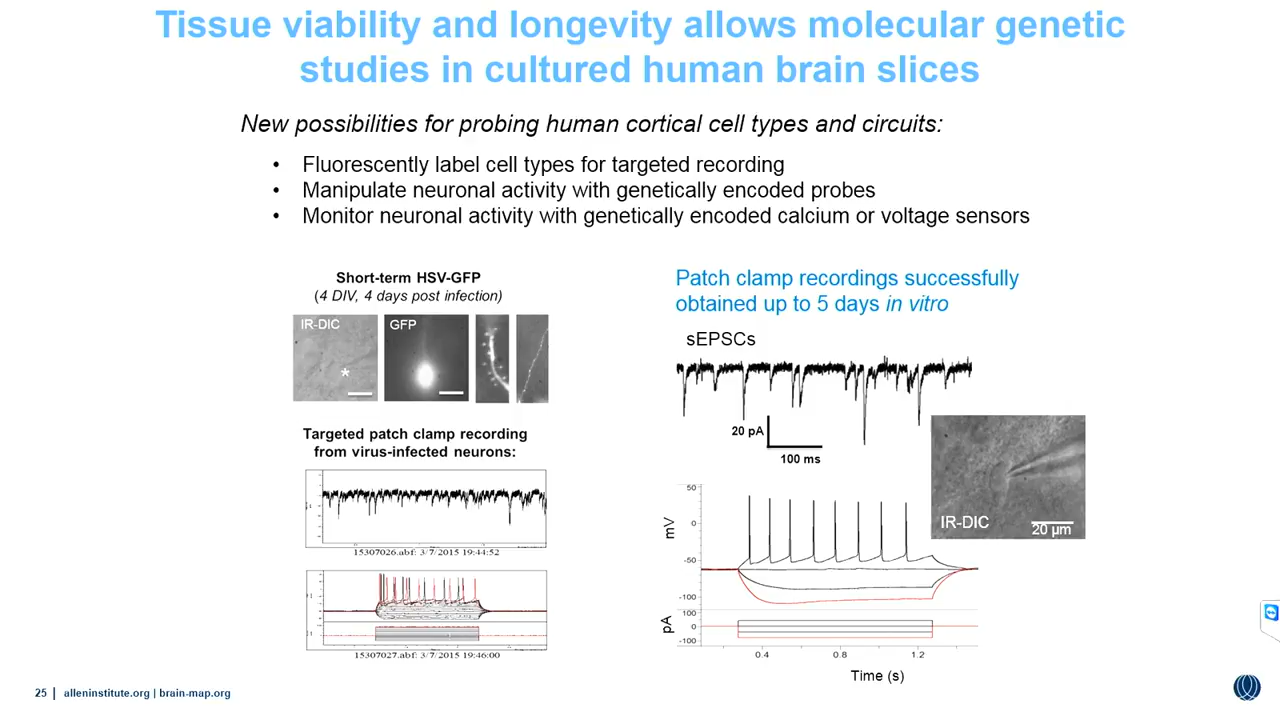 Tissue viability and longevity allows molecular genetic
studies in cultured human brain slices
New possibilities for probing human cortical cell types and circuits:
• Fluorescently label cell types for targeted recording
• Manipulate neuronal activity with genetically encoded probes
• Monitor neuronal activity with genetically encoded calcium or voltage sensors
Short-term HSV-GFP
(4 DIV, 4 days post infection)
IR-DIC
*
GFP
Targeted patch clamp recording
from virus-infected neurons:
15307026.abf: 3/7/2015 19:44:52
15307027.abf: 3/7/2015 19:46:00
Patch clamp recordings successfully
obtained up to 5 days in vitro
sEPSCs
20 pA
100 ms
IR-DIC
20 µm
mV
50
0
-50
-100
pA
100
0
-100
0.4 0.8 1.2
Time (s)
25 | alleninstitute.org | brain-map.org